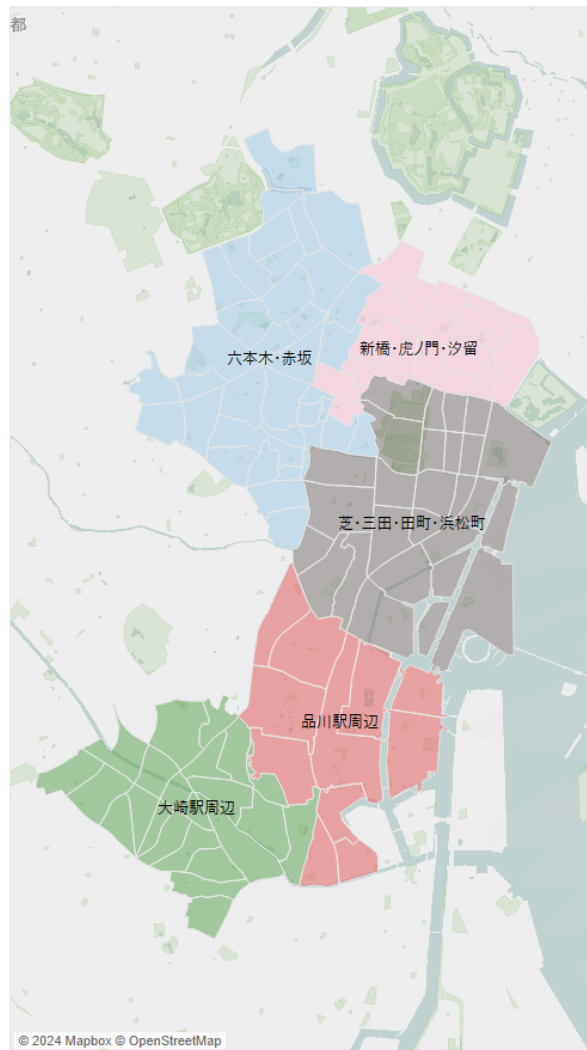 都
新橋・虎ノ門・汐留
六本木・赤坂
芝・三田・田町・浜松町
品川駅周辺
大崎駅周辺
© 2024 Mapbox © OpenStreetMap